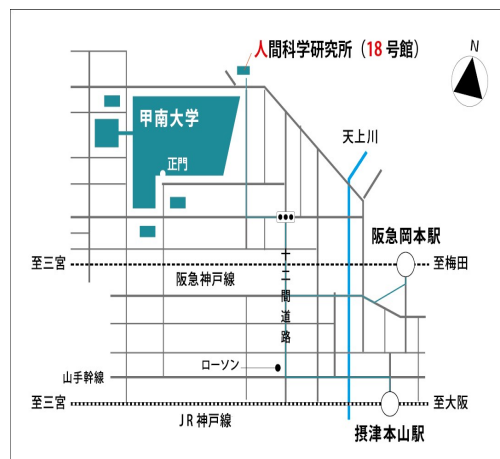 人間科学研究所（18号館）
N
甲南大学
天上川
正門
阪急岡本駅
至三宮
至梅田
阪急神戸線
十二間道路
ローソン
山手幹線
至三宮
至大阪
JR神戸線
摂津本山駅